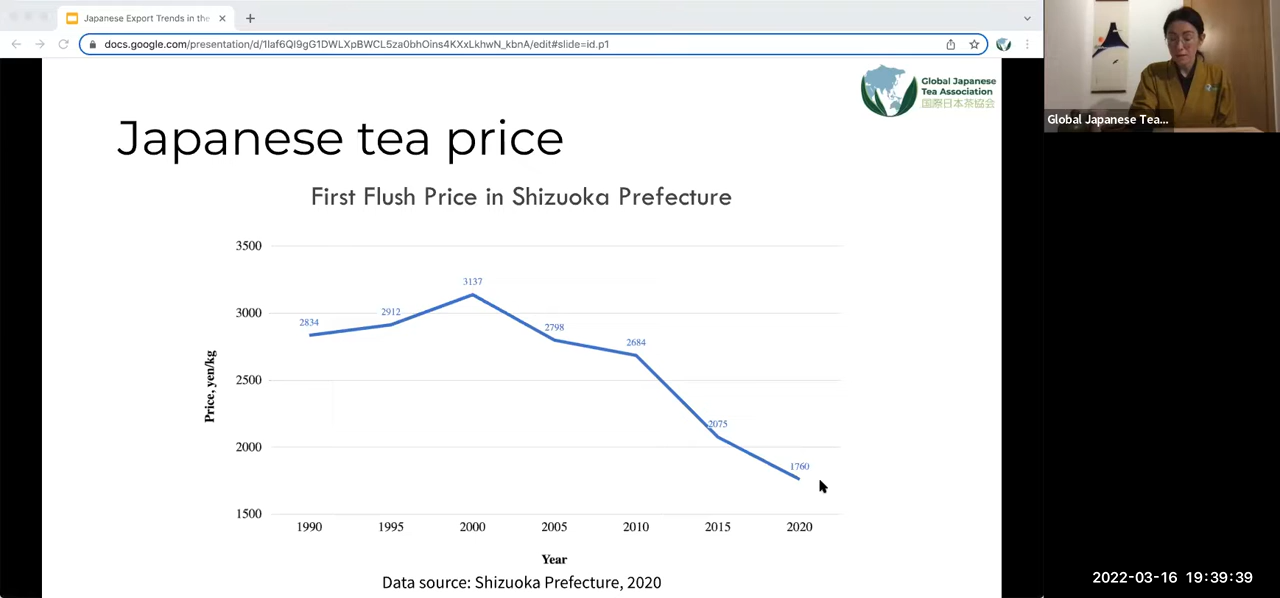 Japanese Export Trends in the
docs.google.com/presentation/d/1Iaf6QI9gG1DWLXpBWCL5za0bhOins4KXxLkhwN_kbnA/edit#slide=id.p1
Global Japanese
Tea Association
国際日本茶協会
Global Japanese Tea...
Japanese tea price
First Flush Price in Shizuoka Prefecture
3500
3000
2500
2000
1500
Price, yen/kg
2834
2912
3137
2798
2684
2075
1760
1990 1995 2000 2005 2010 2015 2020
Year
Data source: Shizuoka Prefecture, 2020
2022-03-16 19:39:39